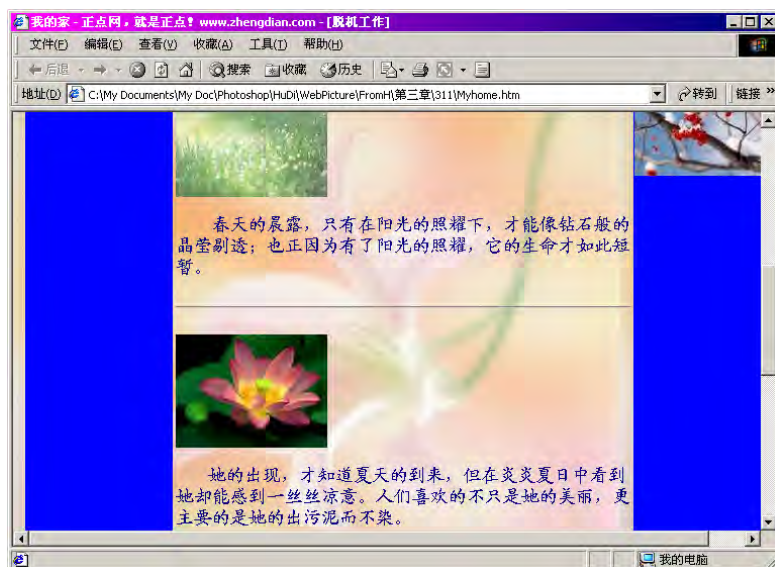 我的家 - 正点网，就是正点！ www.zhengdian.com - [脱机工作]
文件(F) 编辑(E) 查看(V) 收藏(A) 工具(T) 帮助(H)
后退 搜索 收藏 历史
地址(D) C:\My Documents\My Doc\Photoshop\HuDi\WebPicture\FromH\第三章\311\Myhome.htm 转到 链接 »
春天的晨露，只有在阳光的照耀下，才能像钻石般的
晶莹剔透；也正因为有了阳光的照耀，它的生命才如此短
暂。
她的出现，才知道夏天的到来，但在炎炎夏日中看到
她却能感到一丝丝凉意。人们喜欢的不只是她的美丽，更
主要的是她的出污泥而不染。
我的电脑